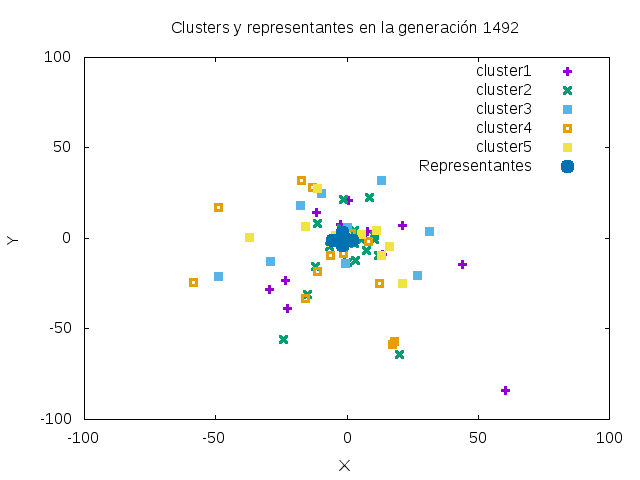 Clusters y representantes en la generación 1492
100
50
0
-50
-100
-100
-50
0
50
100
X
Y
cluster1
cluster2
cluster3
cluster4
cluster5
Representantes